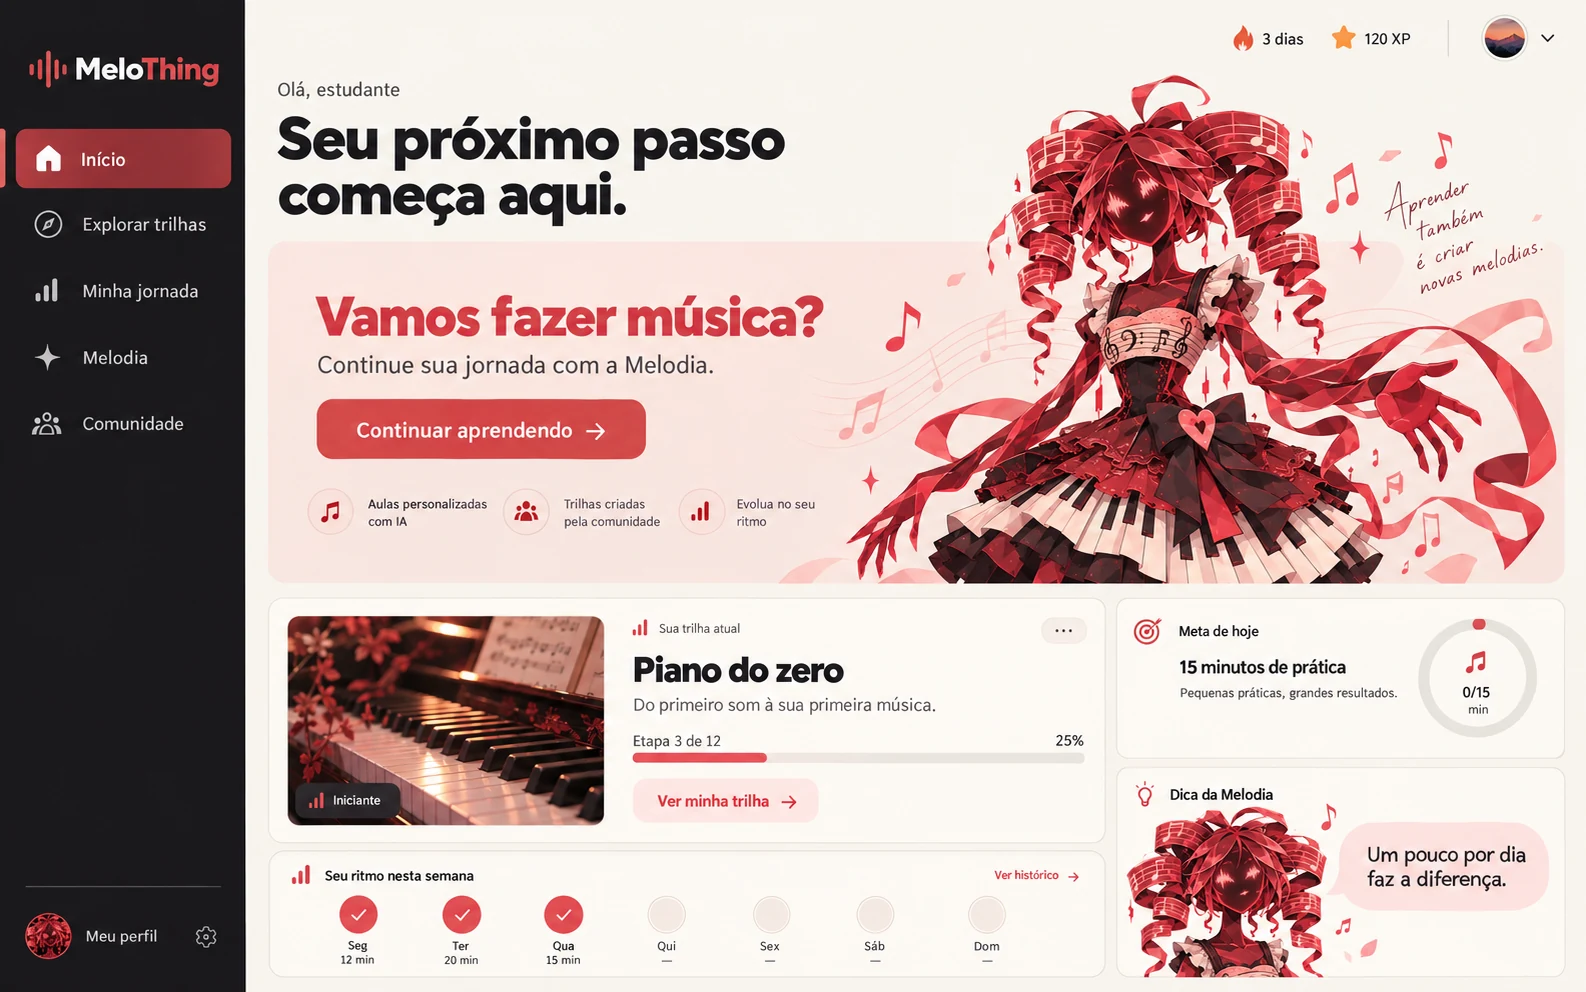 MeloThing
Início
Explorar trilhas
Minha jornada
Melodia
Comunidade
Meu perfil
3 dias
120 XP
Olá, estudante
Seu próximo passo
começa aqui.
Vamos fazer música?
Continue sua jornada com a Melodia.
Continuar aprendendo →
Aulas personalizadas
com IA
Trilhas criadas
pela comunidade
Evolua no seu
ritmo
Aprender
também
é criar
novas melodias.
Iniciante
Sua trilha atual
...
Piano do zero
Do primeiro som à sua primeira música.
Etapa 3 de 12
25%
Ver minha trilha →
Meta de hoje
15 minutos de prática
Pequenas práticas, grandes resultados.
0/15
min
Seu ritmo nesta semana
Ver histórico →
Seg
12 min
Ter
20 min
Qua
15 min
Qui
—
Sex
—
Sáb
—
Dom
—
Dica da Melodia
Um pouco por dia
faz a diferença.